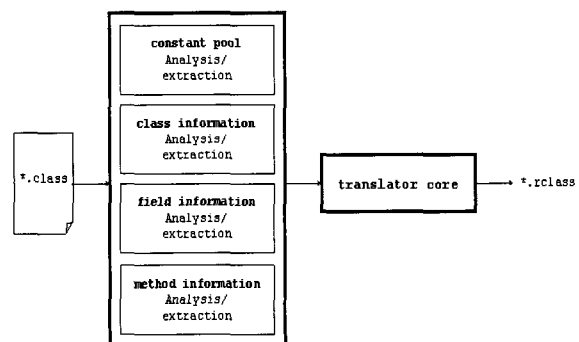 constant pool
Analysis/
extraction
class information
Analysis/
extraction
*.class
translator core
*.rclass
field information
Analysis/
extraction
method information
Analysis/
extraction